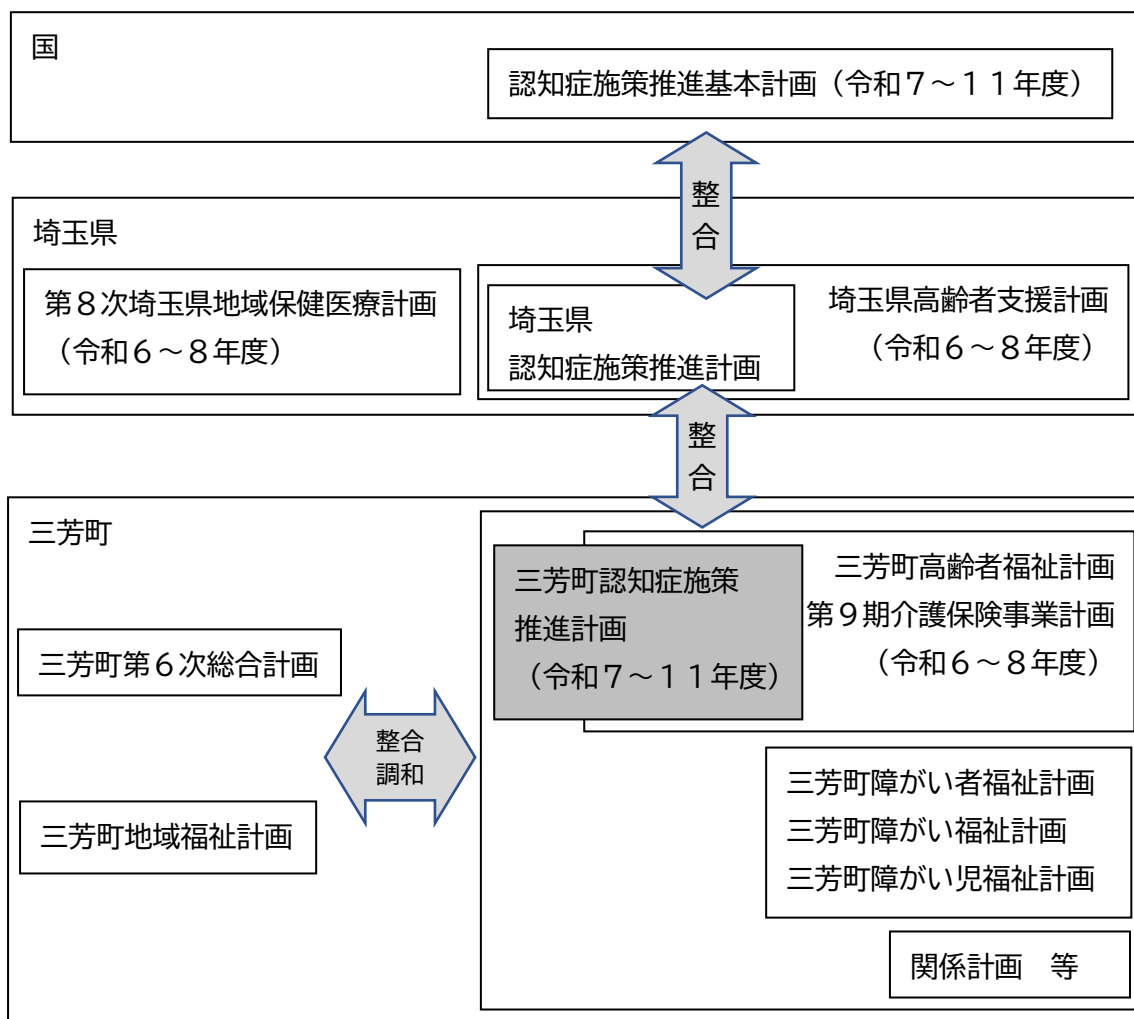 国
認知症施策推進基本計画（令和７～１１年度）
整
合
埼玉県
第８次埼玉県地域保健医療計画
（令和６～８年度）
埼玉県
認知症施策推進計画
埼玉県高齢者支援計画
（令和６～８年度）
整
合
三芳町
三芳町第６次総合計画
三芳町地域福祉計画
整合
調和
三芳町認知症施策
推進計画
（令和７～１１年度）
三芳町高齢者福祉計画
第９期介護保険事業計画
（令和６～８年度）
三芳町障がい者福祉計画
三芳町障がい福祉計画
三芳町障がい児福祉計画
関係計画　等